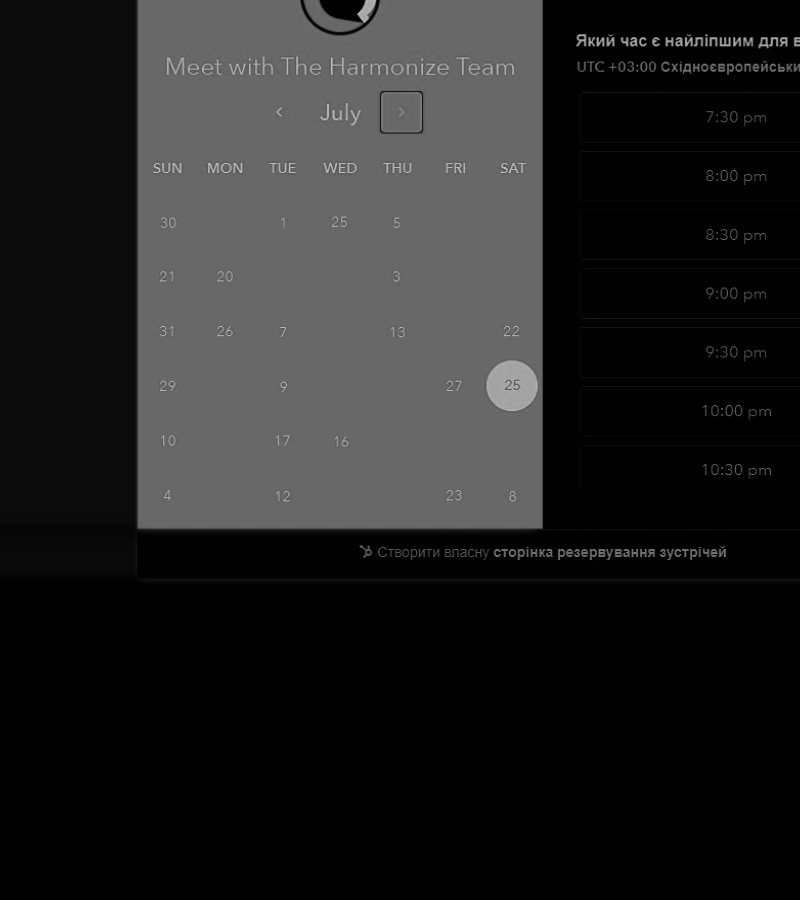 Meet with The Harmonize Team
July
SUN MON TUE WED THU FRI SAT
30 1 25 5
21 20 3
31 26 7 13 22
29 9 27 25
10 17 16
4 12 23 8
Який час є найліпшим для
UTC +03:00
7:30 pm
8:00 pm
8:30 pm
9:00 pm
9:30 pm
10:00 pm
10:30 pm
Створити власну сторінка резервування зустрічей